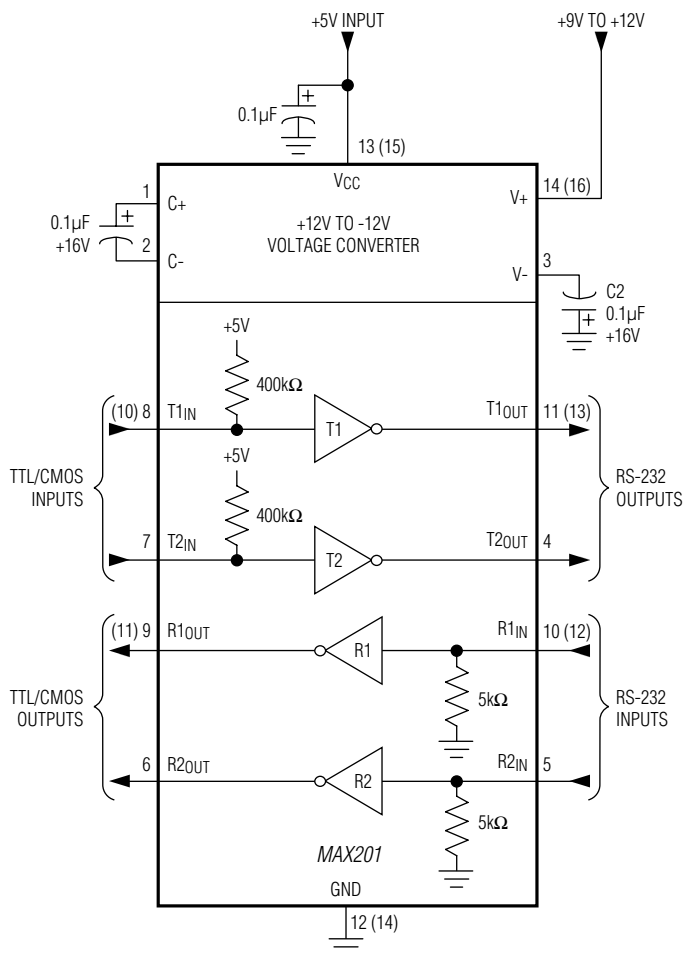 +5V INPUT
+9V TO +12V
+
0.1µF
13 (15)
VCC
1
C+
14 (16)
V+
0.1µF
+
+16V
2
C-
+12V TO -12V
VOLTAGE CONVERTER
3
V-
C2
0.1µF
+
+16V
+5V
400kΩ
(10) 8
T1IN
T1
T1OUT
11 (13)
+5V
TTL/CMOS
INPUTS
RS-232
OUTPUTS
400kΩ
7
T2IN
T2
T2OUT
4
(11) 9
R1OUT
R1
R1IN
10 (12)
5kΩ
TTL/CMOS
OUTPUTS
RS-232
INPUTS
6
R2OUT
R2
R2IN
5
5kΩ
MAX201
GND
12 (14)